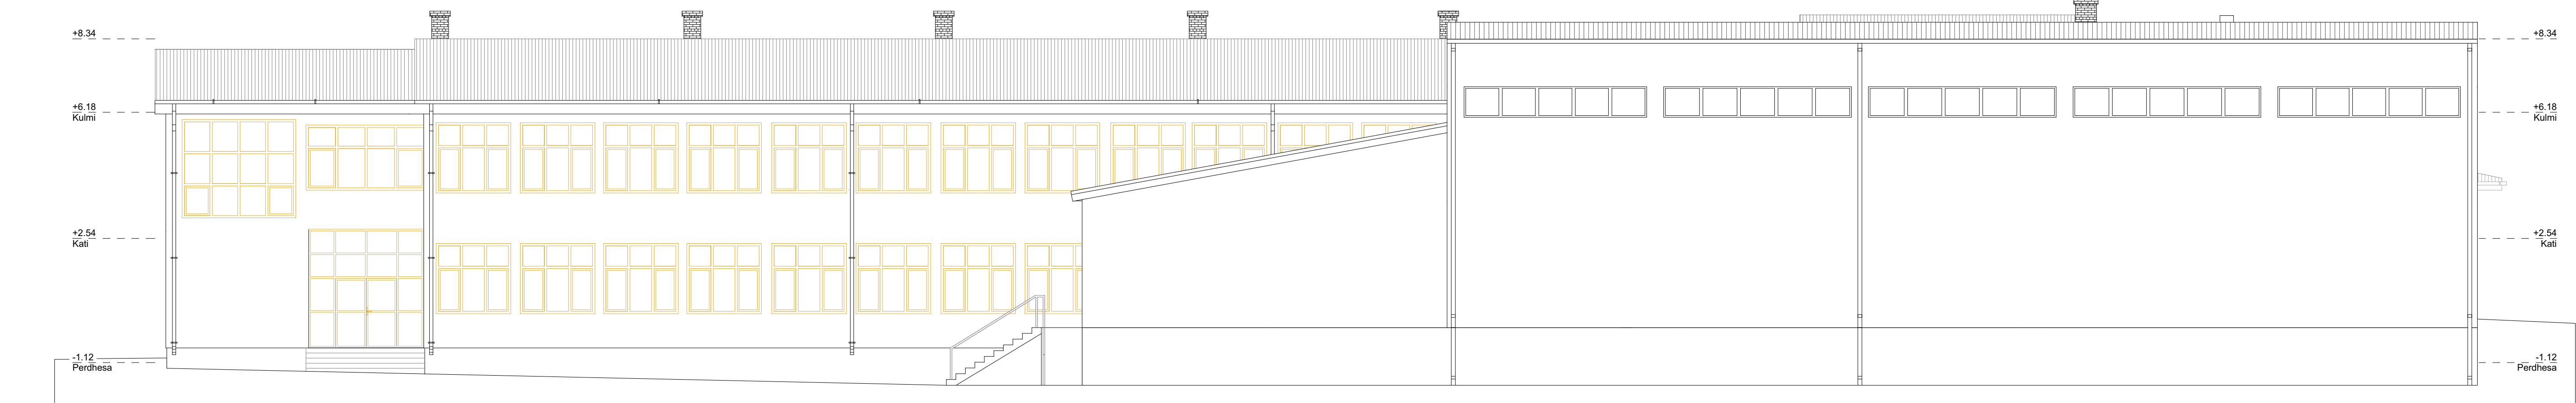 +8.34
+8.34
+6.18
Kulmi
+6.18
Kulmi
+2.54
Kati
+2.54
Kati
-1.12
Perdhesa
-1.12
Perdhesa